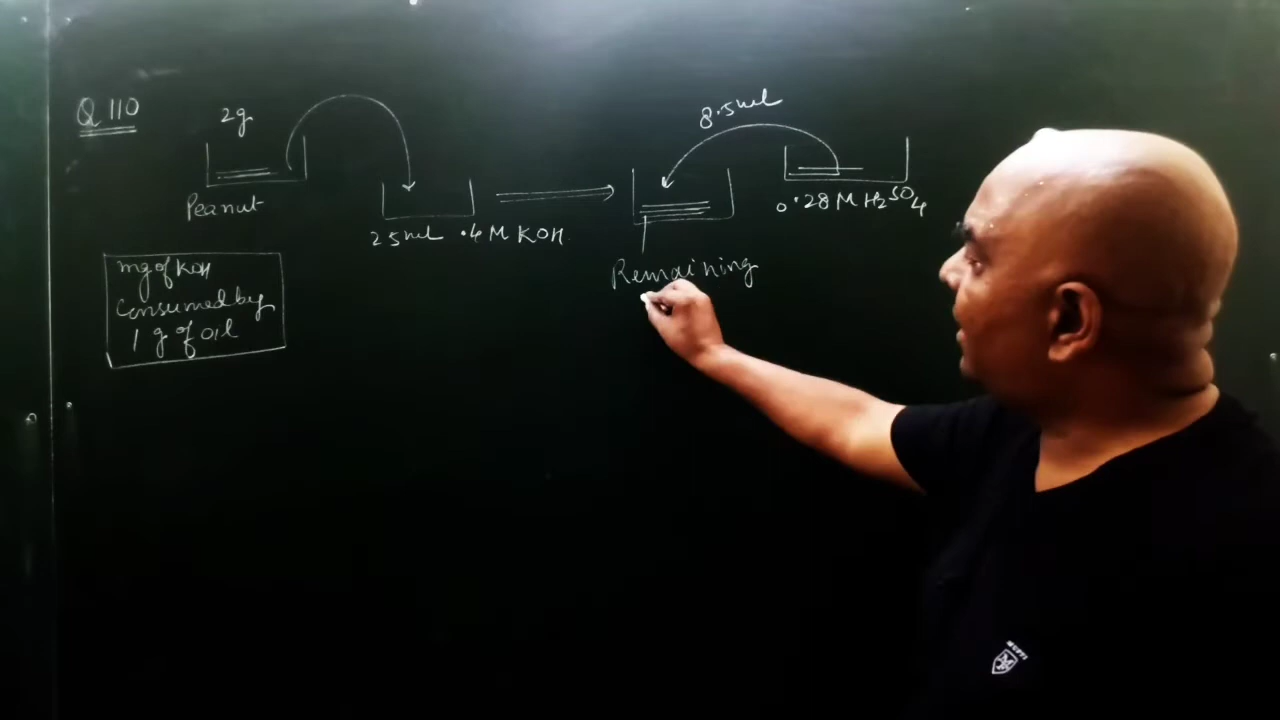 Q 110
2g
Peanut
25ml .4 M KOH
8.5ml
0.28 M H2SO4
Remaining
mg of KOH
consumed by
1 g of oil